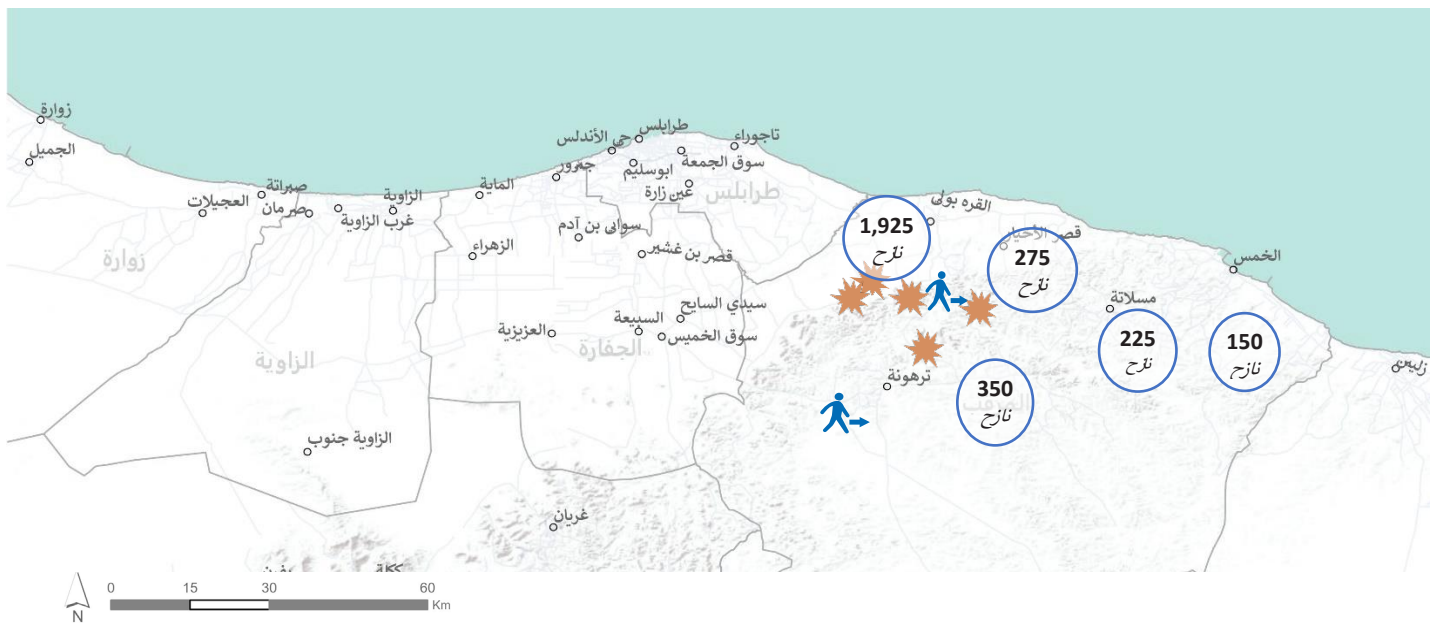 زوارة
الجميل
العجيلات
صبراتة
صرمان
زوارة
غرب الزاوية
الزاوية
الزاوية
الزاوية جنوب
الماية
الزهراء
جنزور
حي الأندلس
طرابلس
ابوسليم
سوق الجمعة
عين زارة
تاجوراء
طرابلس
سواني بن آدم
قصر بن غشير
سيدي السايح
السبيعة
سوق الخميس
العزيزية
الجفارة
غريان
ككلة
يفرن
القره بولي
1,925
نازح
قصر الأخيار
275
نازح
الخمس
مسلاتة
225
نازح
150
نازح
زليتن
ترهونة
350
نازح
N
0 15 30 60
Km